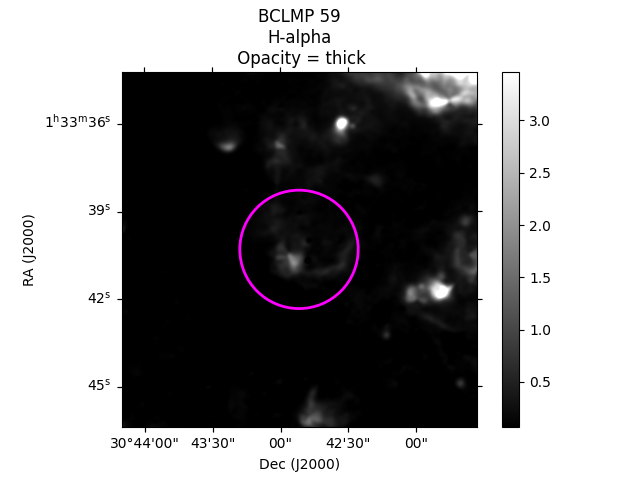 BCLMP 59
H-alpha
Opacity = thick
1h33m36s
39s
42s
45s
RA (J2000)
30°44'00" 43'30" 00" 42'30" 00"
Dec (J2000)
3.0
2.5
2.0
1.5
1.0
0.5